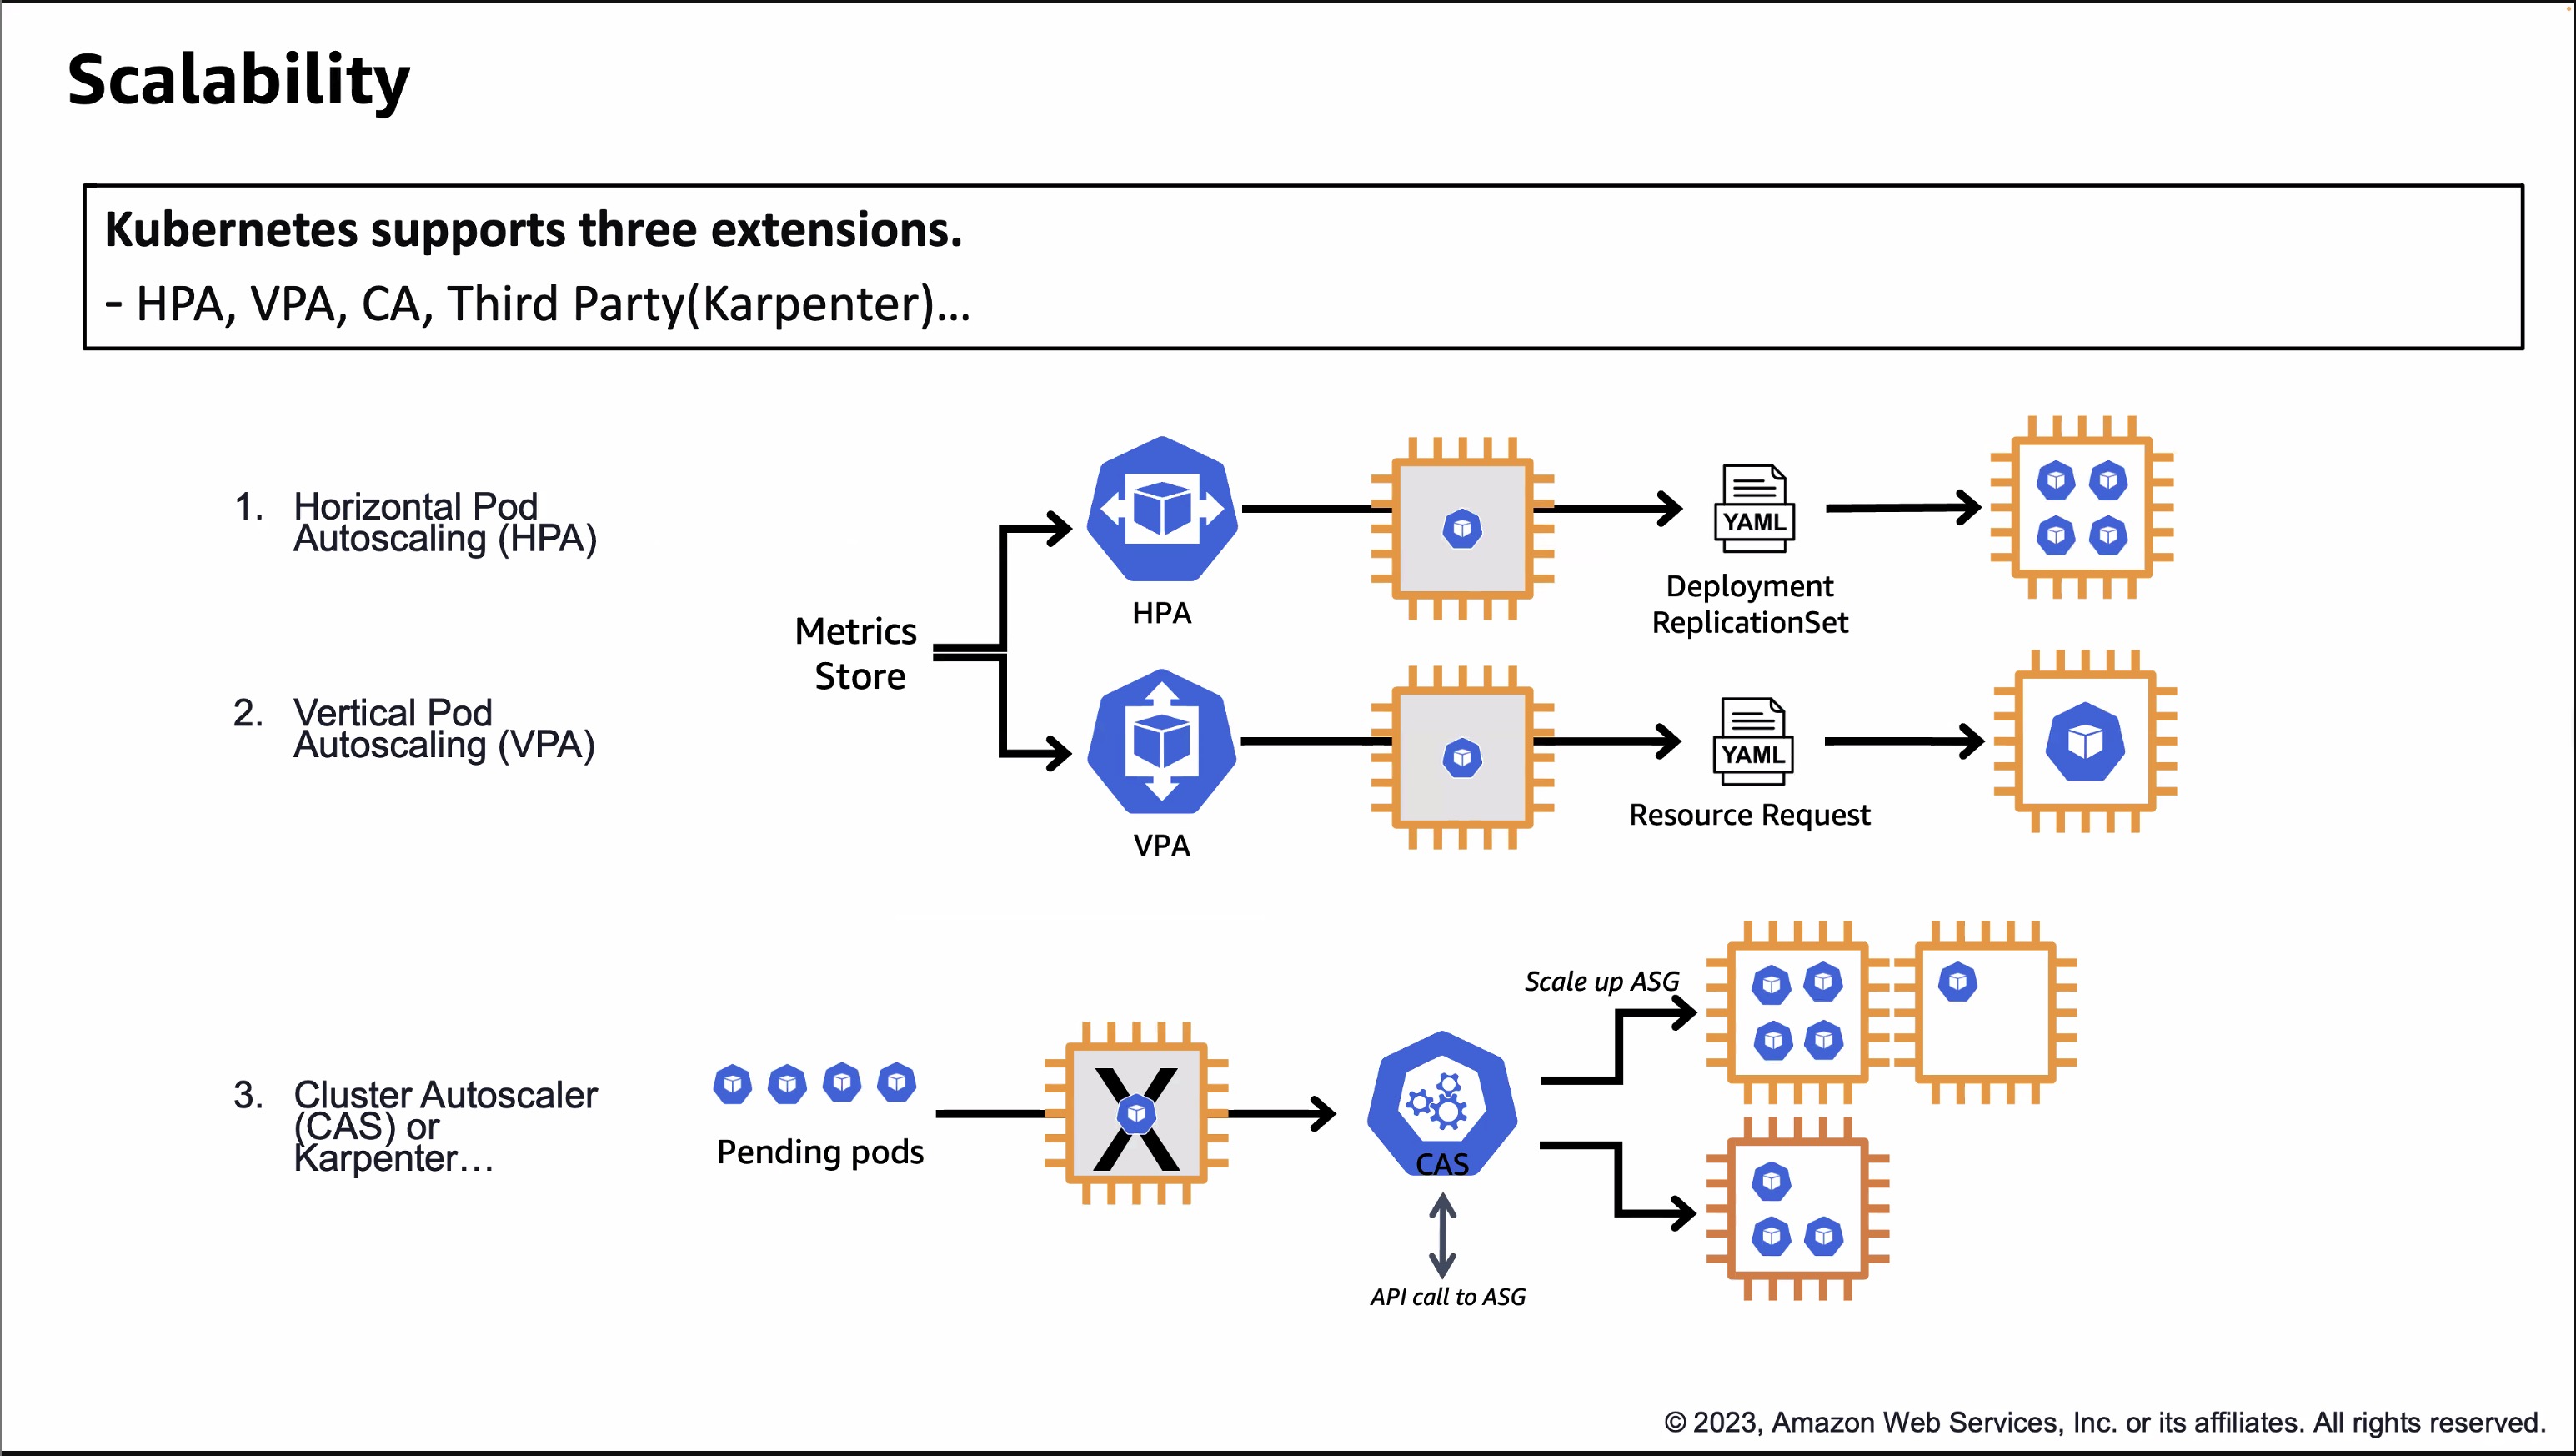 Scalability
Kubernetes supports three extensions.
- HPA, VPA, CA, Third Party(Karpenter)...
1. Horizontal Pod
Autoscaling (HPA)
2. Vertical Pod
Autoscaling (VPA)
Metrics
Store
HPA
YAML
Deployment
ReplicationSet
VPA
YAML
Resource Request
3. Cluster Autoscaler
(CAS) or
Karpenter…
Pending pods
X
CAS
API call to ASG
Scale up ASG
© 2023, Amazon Web Services, Inc. or its affiliates. All rights reserved.